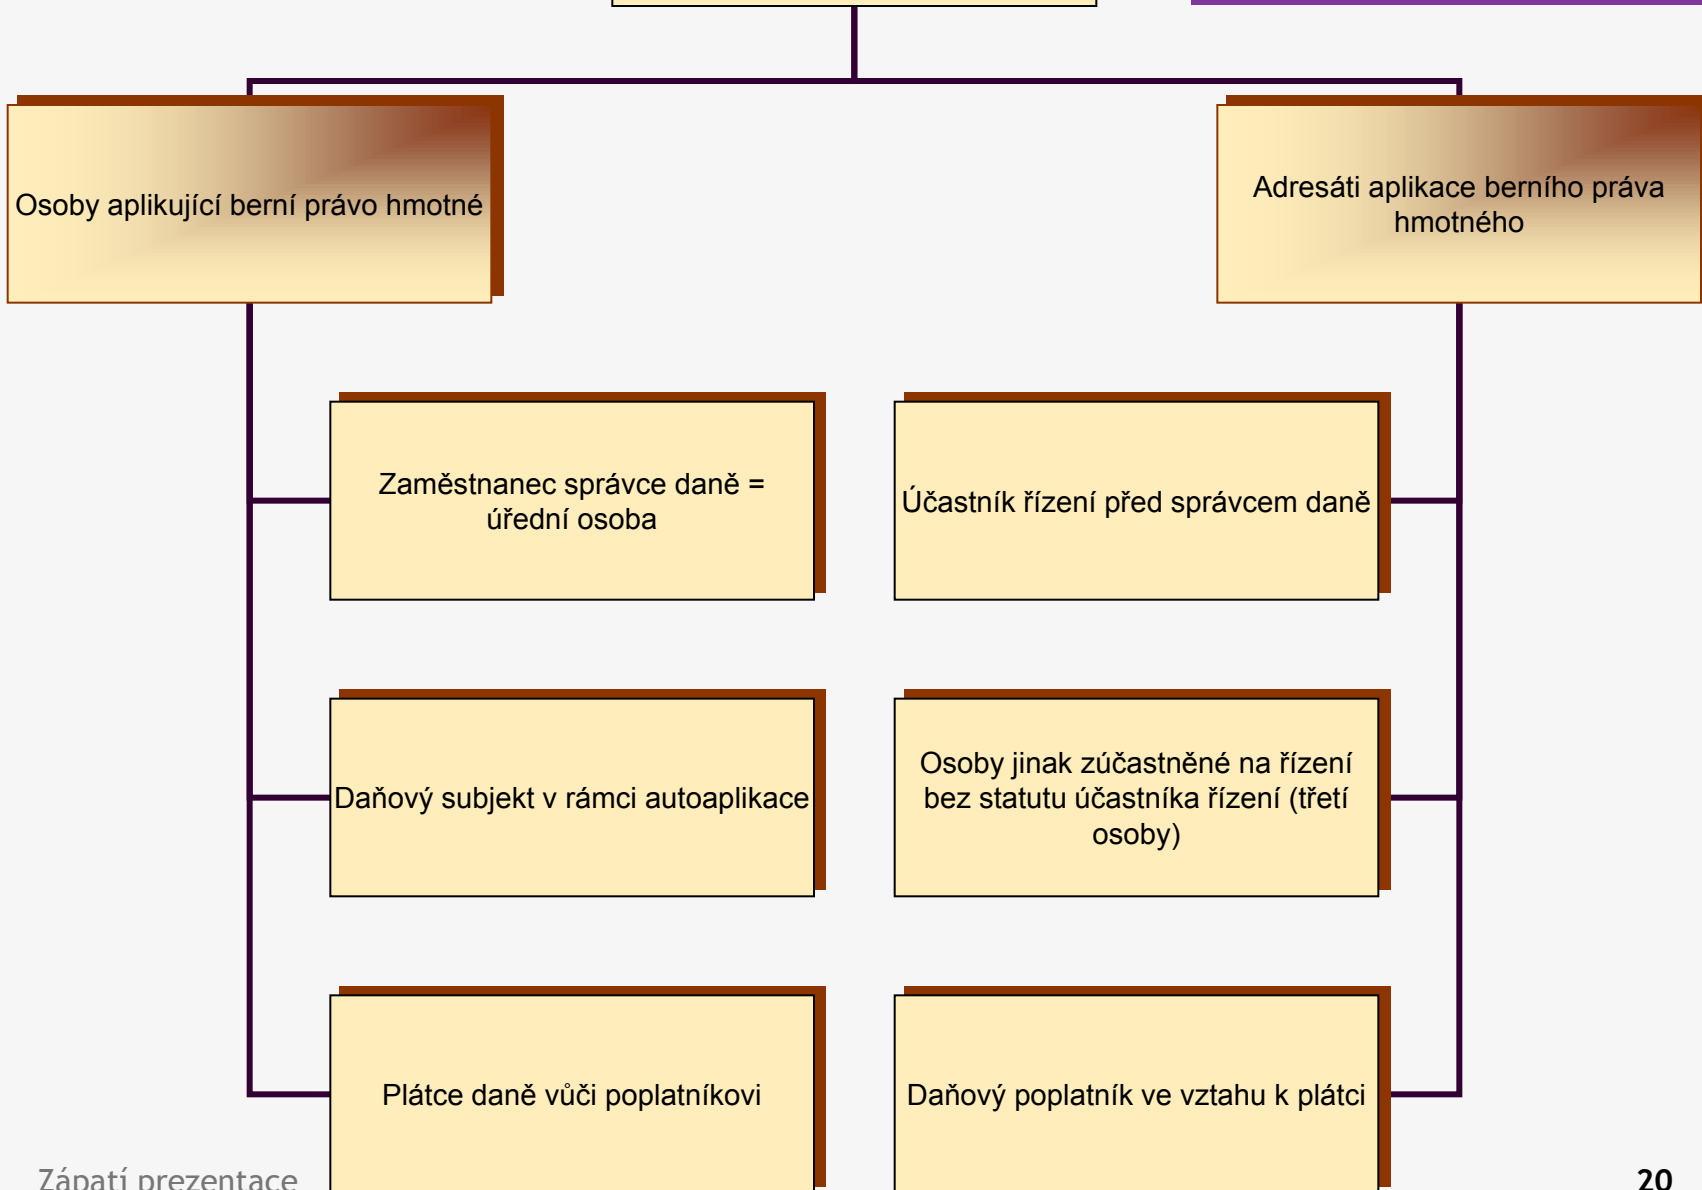 Osoby aplikující berní právo hmotné
Adresáti aplikace berního práva
hmotného
Zaměstnanec správce daně =
úřední osoba
Účastník řízení před správcem daně
Daňový subjekt v rámci autoaplikace
Osoby jinak zúčastněné na řízení
bez statutu účastníka řízení (třetí
osoby)
Plátce daně vůči poplatníkovi
Daňový poplatník ve vztahu k plátci
Zápatí prezentace
20